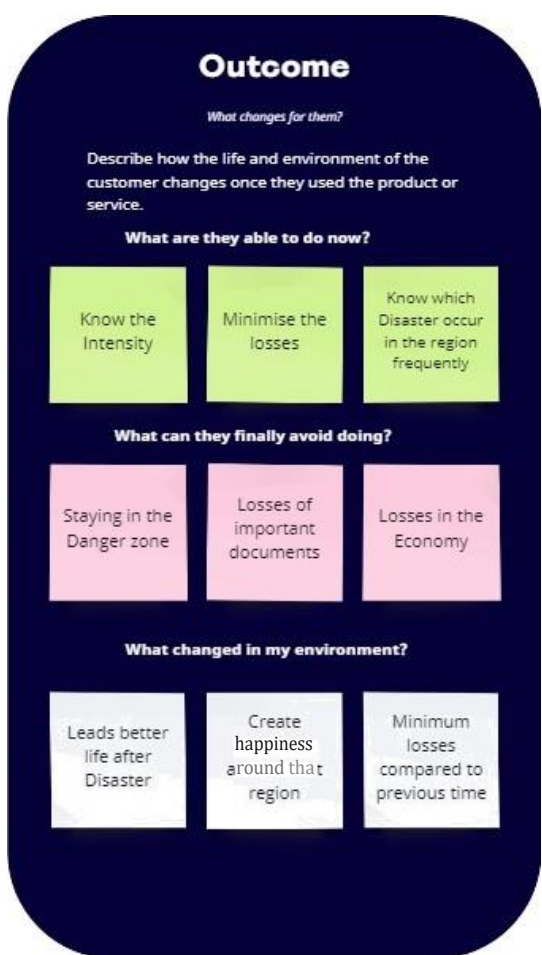 Outcome
What changes for them?
Describe how the life and environment of the
customer changes once they used the product or
service.
What are they able to do now?
Know the
Intensity
Minimise the
losses
Know which
Disaster occur
in the region
frequently
What can they finally avoid doing?
Staying in the
Danger zone
Losses of
important
documents
Losses in the
Economy
What changed in my environment?
Leads better
life after
Disaster
Create
happiness
around that
region
Minimum
losses
compared to
previous time